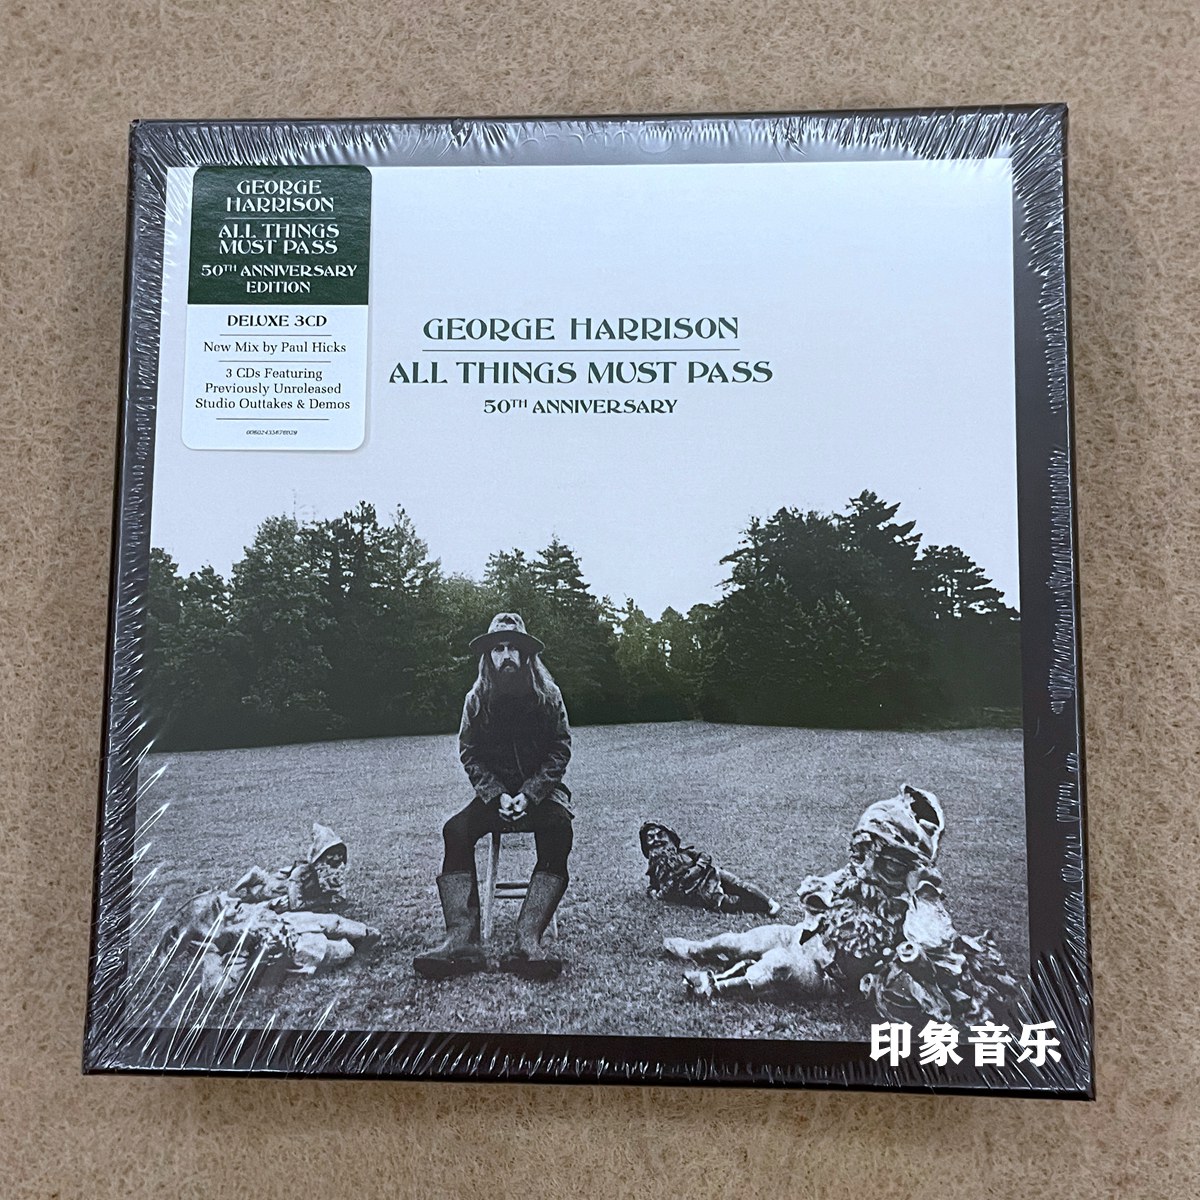 GEORGE
HARRISON
ALL THINGS
MUST PASS
50TH ANNIVERSARY
EDITION
DELUXE 3CD
New Mix by Paul Hicks
3 CDs Featuring
Previously Unreleased
Studio Outtakes & Demos
GEORGE HARRISON
ALL THINGS MUST PASS
50TH ANNIVERSARY
印象音乐